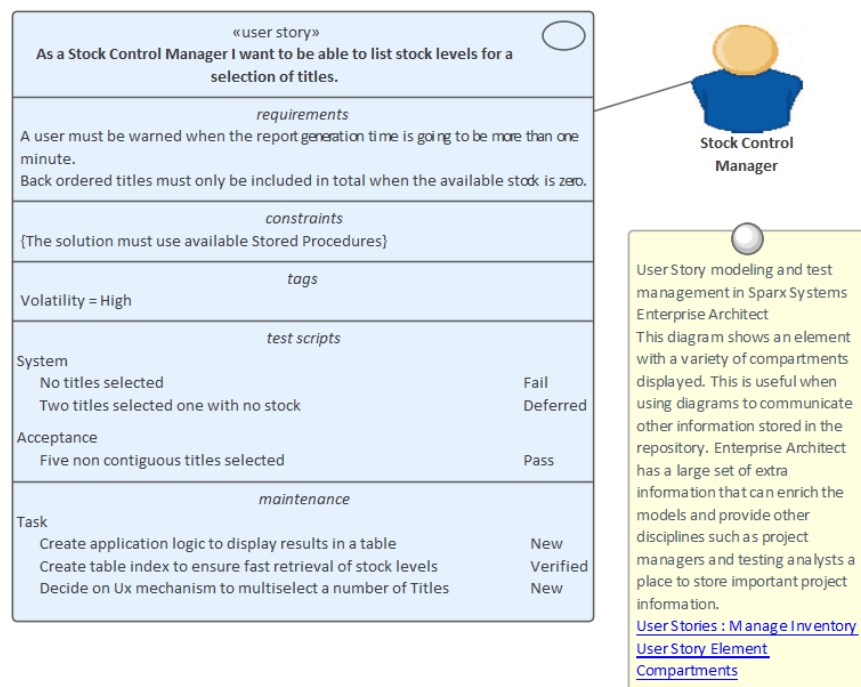 «user story»
As a Stock Control Manager I want to be able to list stock levels for a
selection of titles.
requirements
A user must be warned when the report generation time is going to be more than one
minute.
Back ordered titles must only be included in total when the available stock is zero.
constraints
{The solution must use available Stored Procedures}
tags
Volatility = High
test scripts
System
No titles selected Fail
Two titles selected one with no stock Deferred
Acceptance
Five non contiguous titles selected Pass
maintenance
Task
Create application logic to display results in a table New
Create table index to ensure fast retrieval of stock levels Verified
Decide on Ux mechanism to multiselect a number of Titles New
Stock Control
Manager
User Story modeling and test
management in Sparx Systems
Enterprise Architect
This diagram shows an element
with a variety of compartments
displayed. This is useful when
using diagrams to communicate
other information stored in the
repository. Enterprise Architect
has a large set of extra
information that can enrich the
models and provide other
disciplines such as project
managers and testing analysts a
place to store important project
information.
User Stories : Manage Inventory
User Story Element
Compartments